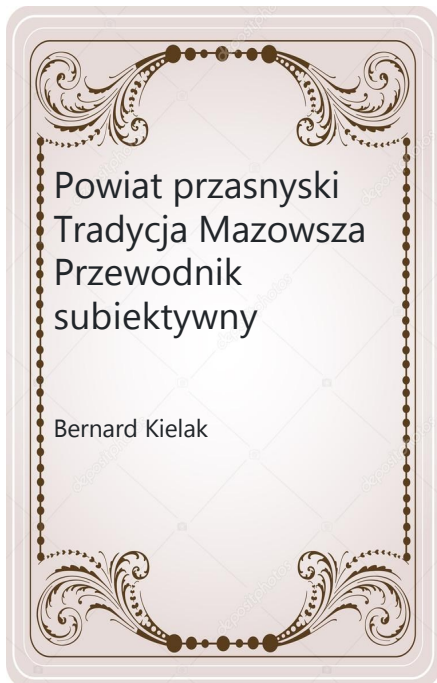 Powiat przasnyski
Tradycja Mazowsza
Przewodnik
subiektywny
Bernard Kielak